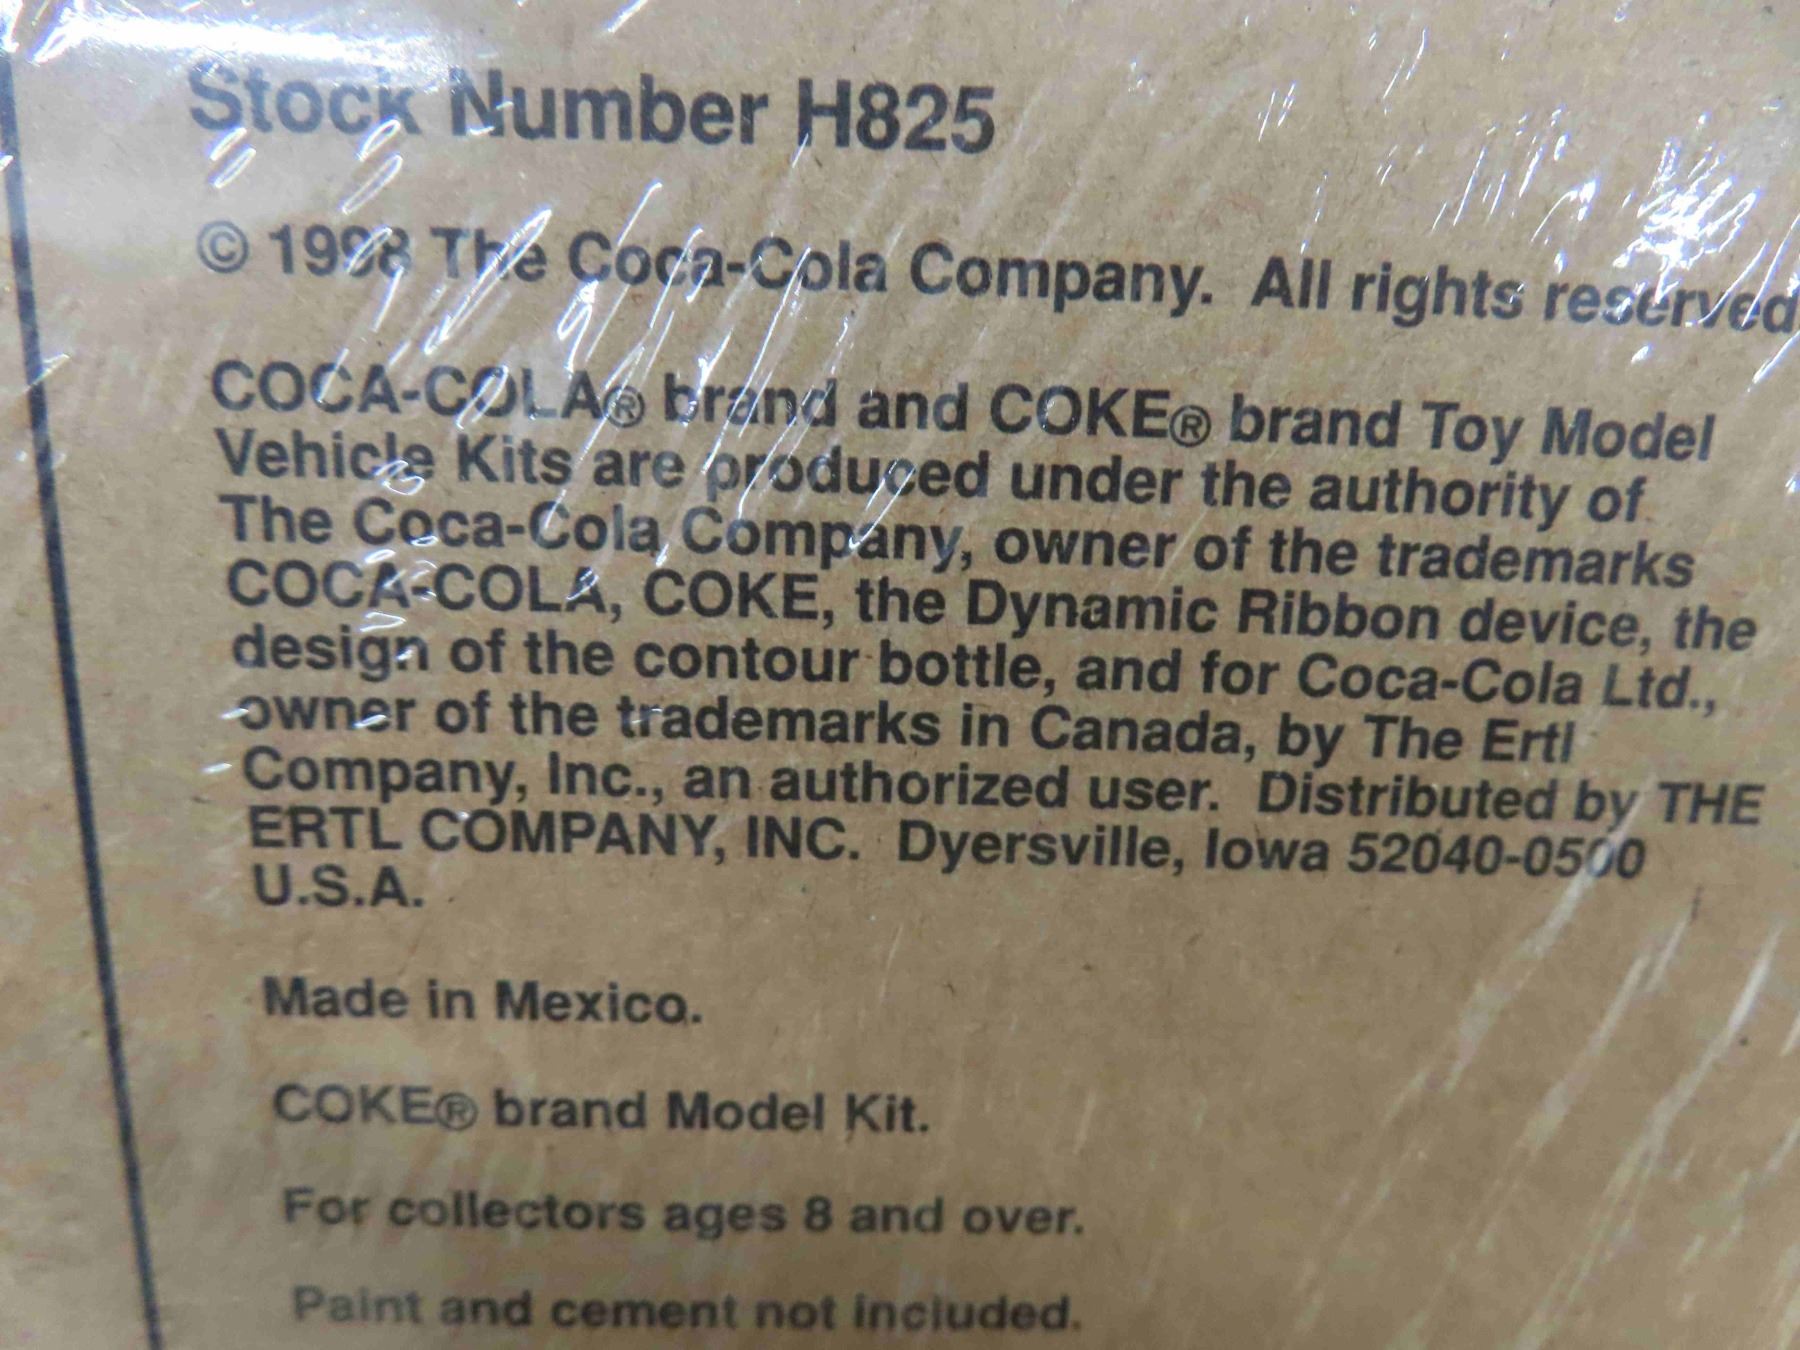 Stock Number H825
© 1998 The Coca-Cola Company. All rights reserved
COCA-COLA® brand and COKE® brand Toy Model
Vehicle Kits are produced under the authority of
The Coca-Cola Company, owner of the trademarks
COCA-COLA, COKE, the Dynamic Ribbon device, the
design of the contour bottle, and for Coca-Cola Ltd.,
owner of the trademarks in Canada, by The Ertl
Company, Inc., an authorized user. Distributed by THE
ERTL COMPANY, INC. Dyersville, Iowa 52040-0500
U.S.A.
Made in Mexico.
COKE® brand Model Kit.
For collectors ages 8 and over.
Paint and cement not included.